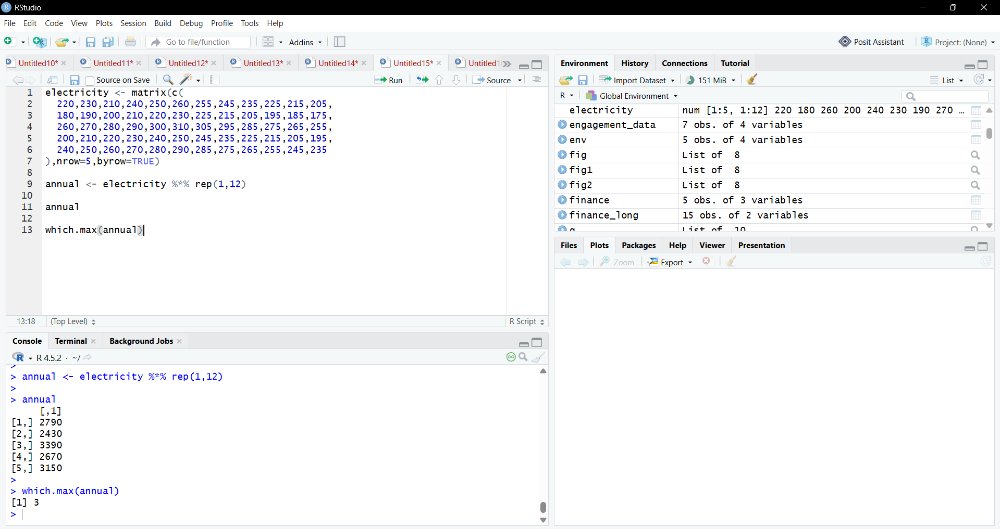 RStudio
File Edit Code View Plots Session Build Debug Profile Tools Help
Go to file/function Addins Posit Assistant Project: (None)
Untitled10* Untitled11* Untitled12* Untitled13* Untitled14* Untitled15* Untitled1
Source on Save Run Source
1 electricity <- matrix(c(
2 220,230,210,240,250,260,255,245,235,225,215,205,
3 180,190,200,210,220,230,225,215,205,195,185,175,
4 260,270,280,290,300,310,305,295,285,275,265,255,
5 200,210,220,230,240,250,245,235,225,215,205,195,
6 240,250,260,270,280,290,285,275,265,255,245,235
7 ),nrow=5,byrow=TRUE)
8
9 annual <- electricity %*% rep(1,12)
10
11 annual
12
13 which.max(annual)
13:18 (Top Level) R Script
Console Terminal Background Jobs
R 4.5.2 · ~/
>
> annual <- electricity %*% rep(1,12)
>
> annual
[,1]
[1,] 2790
[2,] 2430
[3,] 3390
[4,] 2670
[5,] 3150
>
> which.max(annual)
[1] 3
>
Environment History Connections Tutorial
Import Dataset 151 MiB List
R Global Environment
electricity num [1:5, 1:12] 220 180 260 200 240 230 190 270 ...
engagement_data 7 obs. of 4 variables
env 5 obs. of 4 variables
fig List of 8
fig1 List of 8
fig2 List of 8
finance 5 obs. of 3 variables
finance_long 15 obs. of 2 variables
List of 10
Files Plots Packages Help Viewer Presentation
Zoom Export